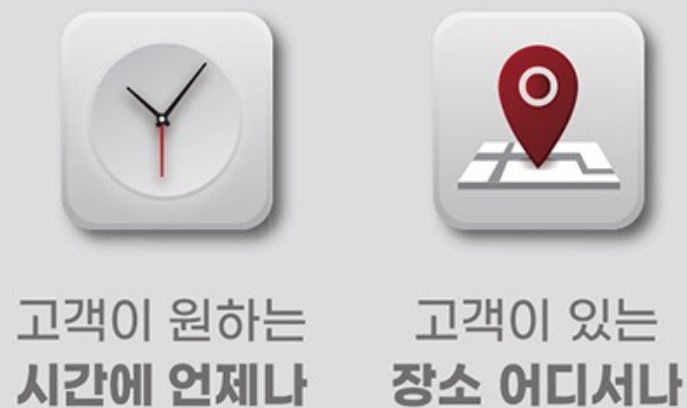 고객이 원하는
시간에 언제나
고객이 있는
장소 어디서나